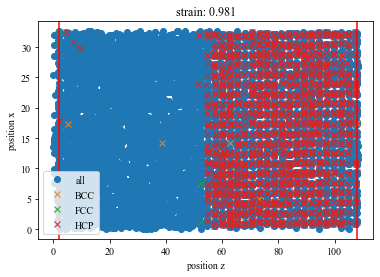 strain: 0.981
position x
30
25
20
15
10
5
0
all
BCC
FCC
HCP
0 20 40 60 80 100
position z